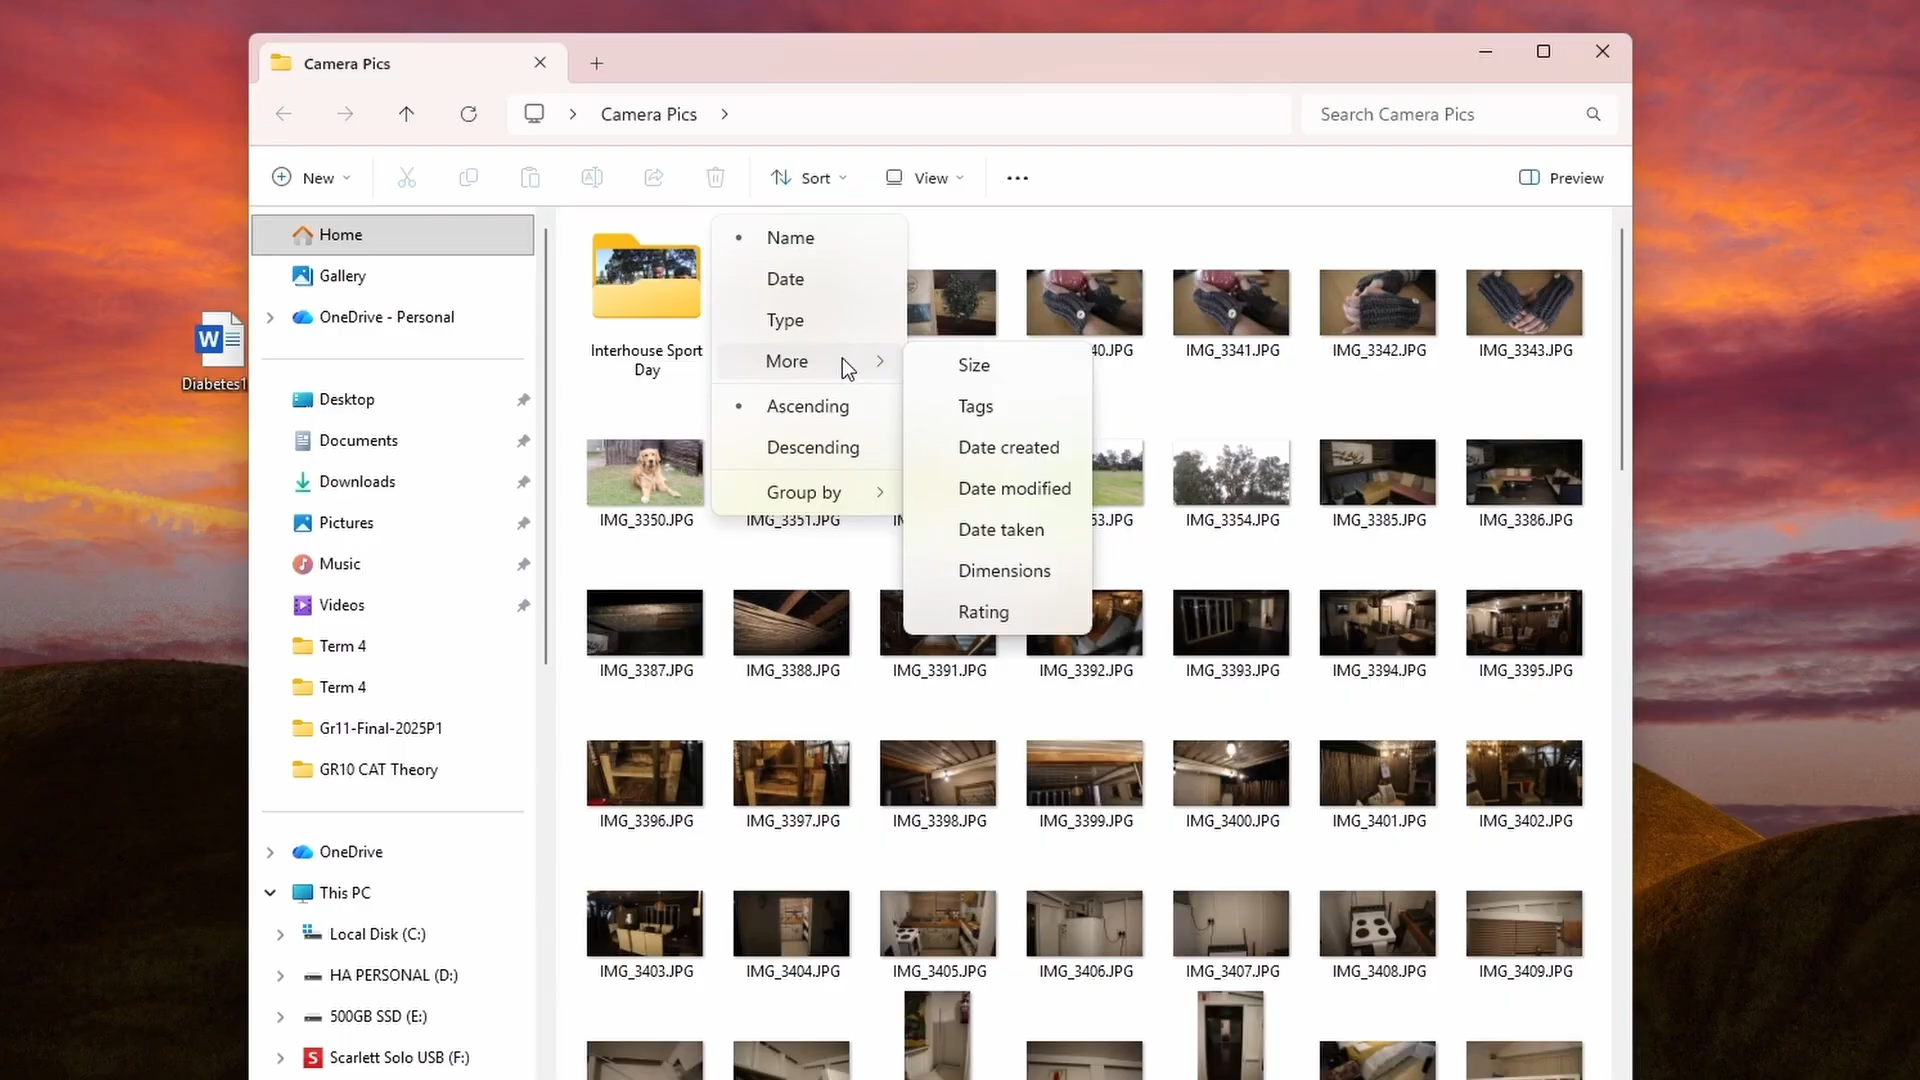 Camera Pics
Camera Pics
Search Camera Pics
New
Sort
View
Preview
Home
Gallery
OneDrive - Personal
Desktop
Documents
Downloads
Pictures
Music
Videos
Term 4
Term 4
Gr11-Final-2025P1
GR10 CAT Theory
OneDrive
This PC
Local Disk (C:)
HA PERSONAL (D:)
500GB SSD (E:)
Scarlett Solo USB (F:)
W
Diabetes1
S
Name
Date
Type
More
Ascending
Descending
Group by
Size
Tags
Date created
Date modified
Date taken
Dimensions
Rating
Interhouse Sport
Day
40.JPG
IMG_3341.JPG
IMG_3342.JPG
IMG_3343.JPG
IMG_3350.JPG
IMG_3351.JPG
53.JPG
IMG_3354.JPG
IMG_3385.JPG
IMG_3386.JPG
IMG_3387.JPG
IMG_3388.JPG
IMG_3391.JPG
IMG_3392.JPG
IMG_3393.JPG
IMG_3394.JPG
IMG_3395.JPG
IMG_3396.JPG
IMG_3397.JPG
IMG_3398.JPG
IMG_3399.JPG
IMG_3400.JPG
IMG_3401.JPG
IMG_3402.JPG
IMG_3403.JPG
IMG_3404.JPG
IMG_3405.JPG
IMG_3406.JPG
IMG_3407.JPG
IMG_3408.JPG
IMG_3409.JPG